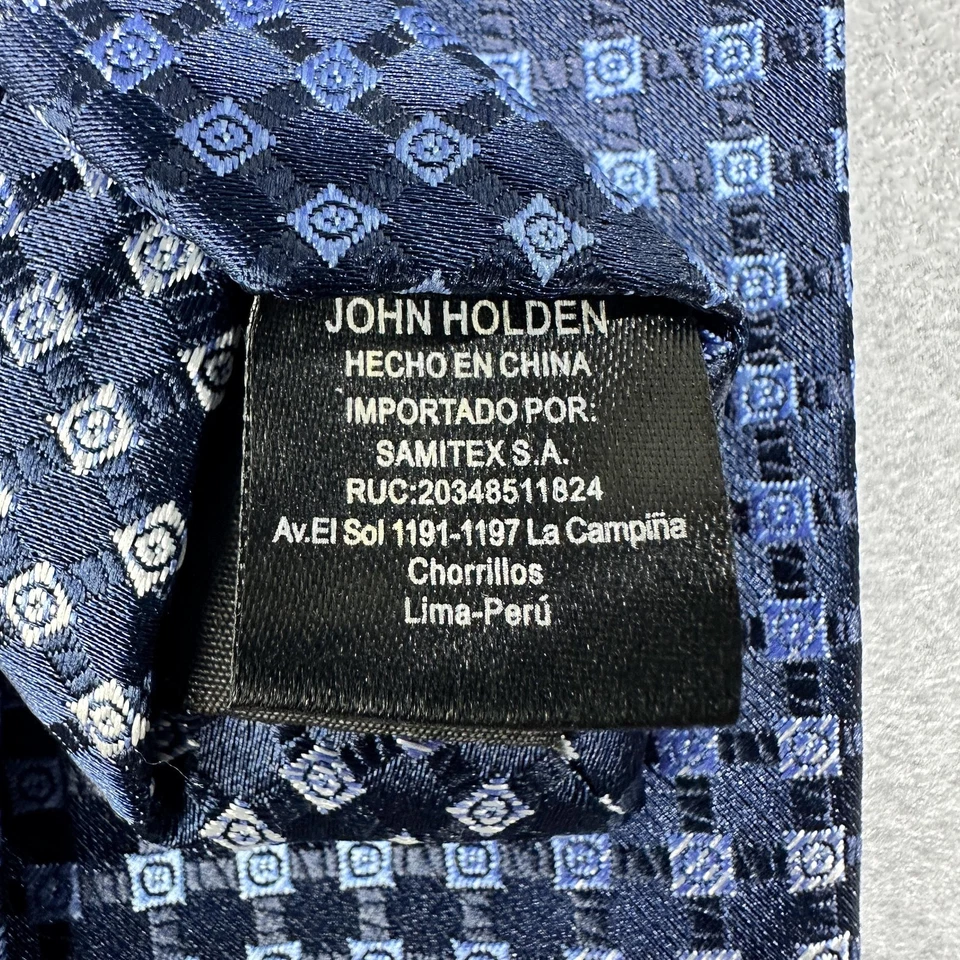 JOHN HOLDEN
HECHO EN CHINA
IMPORTADO POR:
SAMITEX S.A.
RUC:20348511824
Av.El Sol 1191-1197 La Campiña
Chorrillos
Lima-Perú